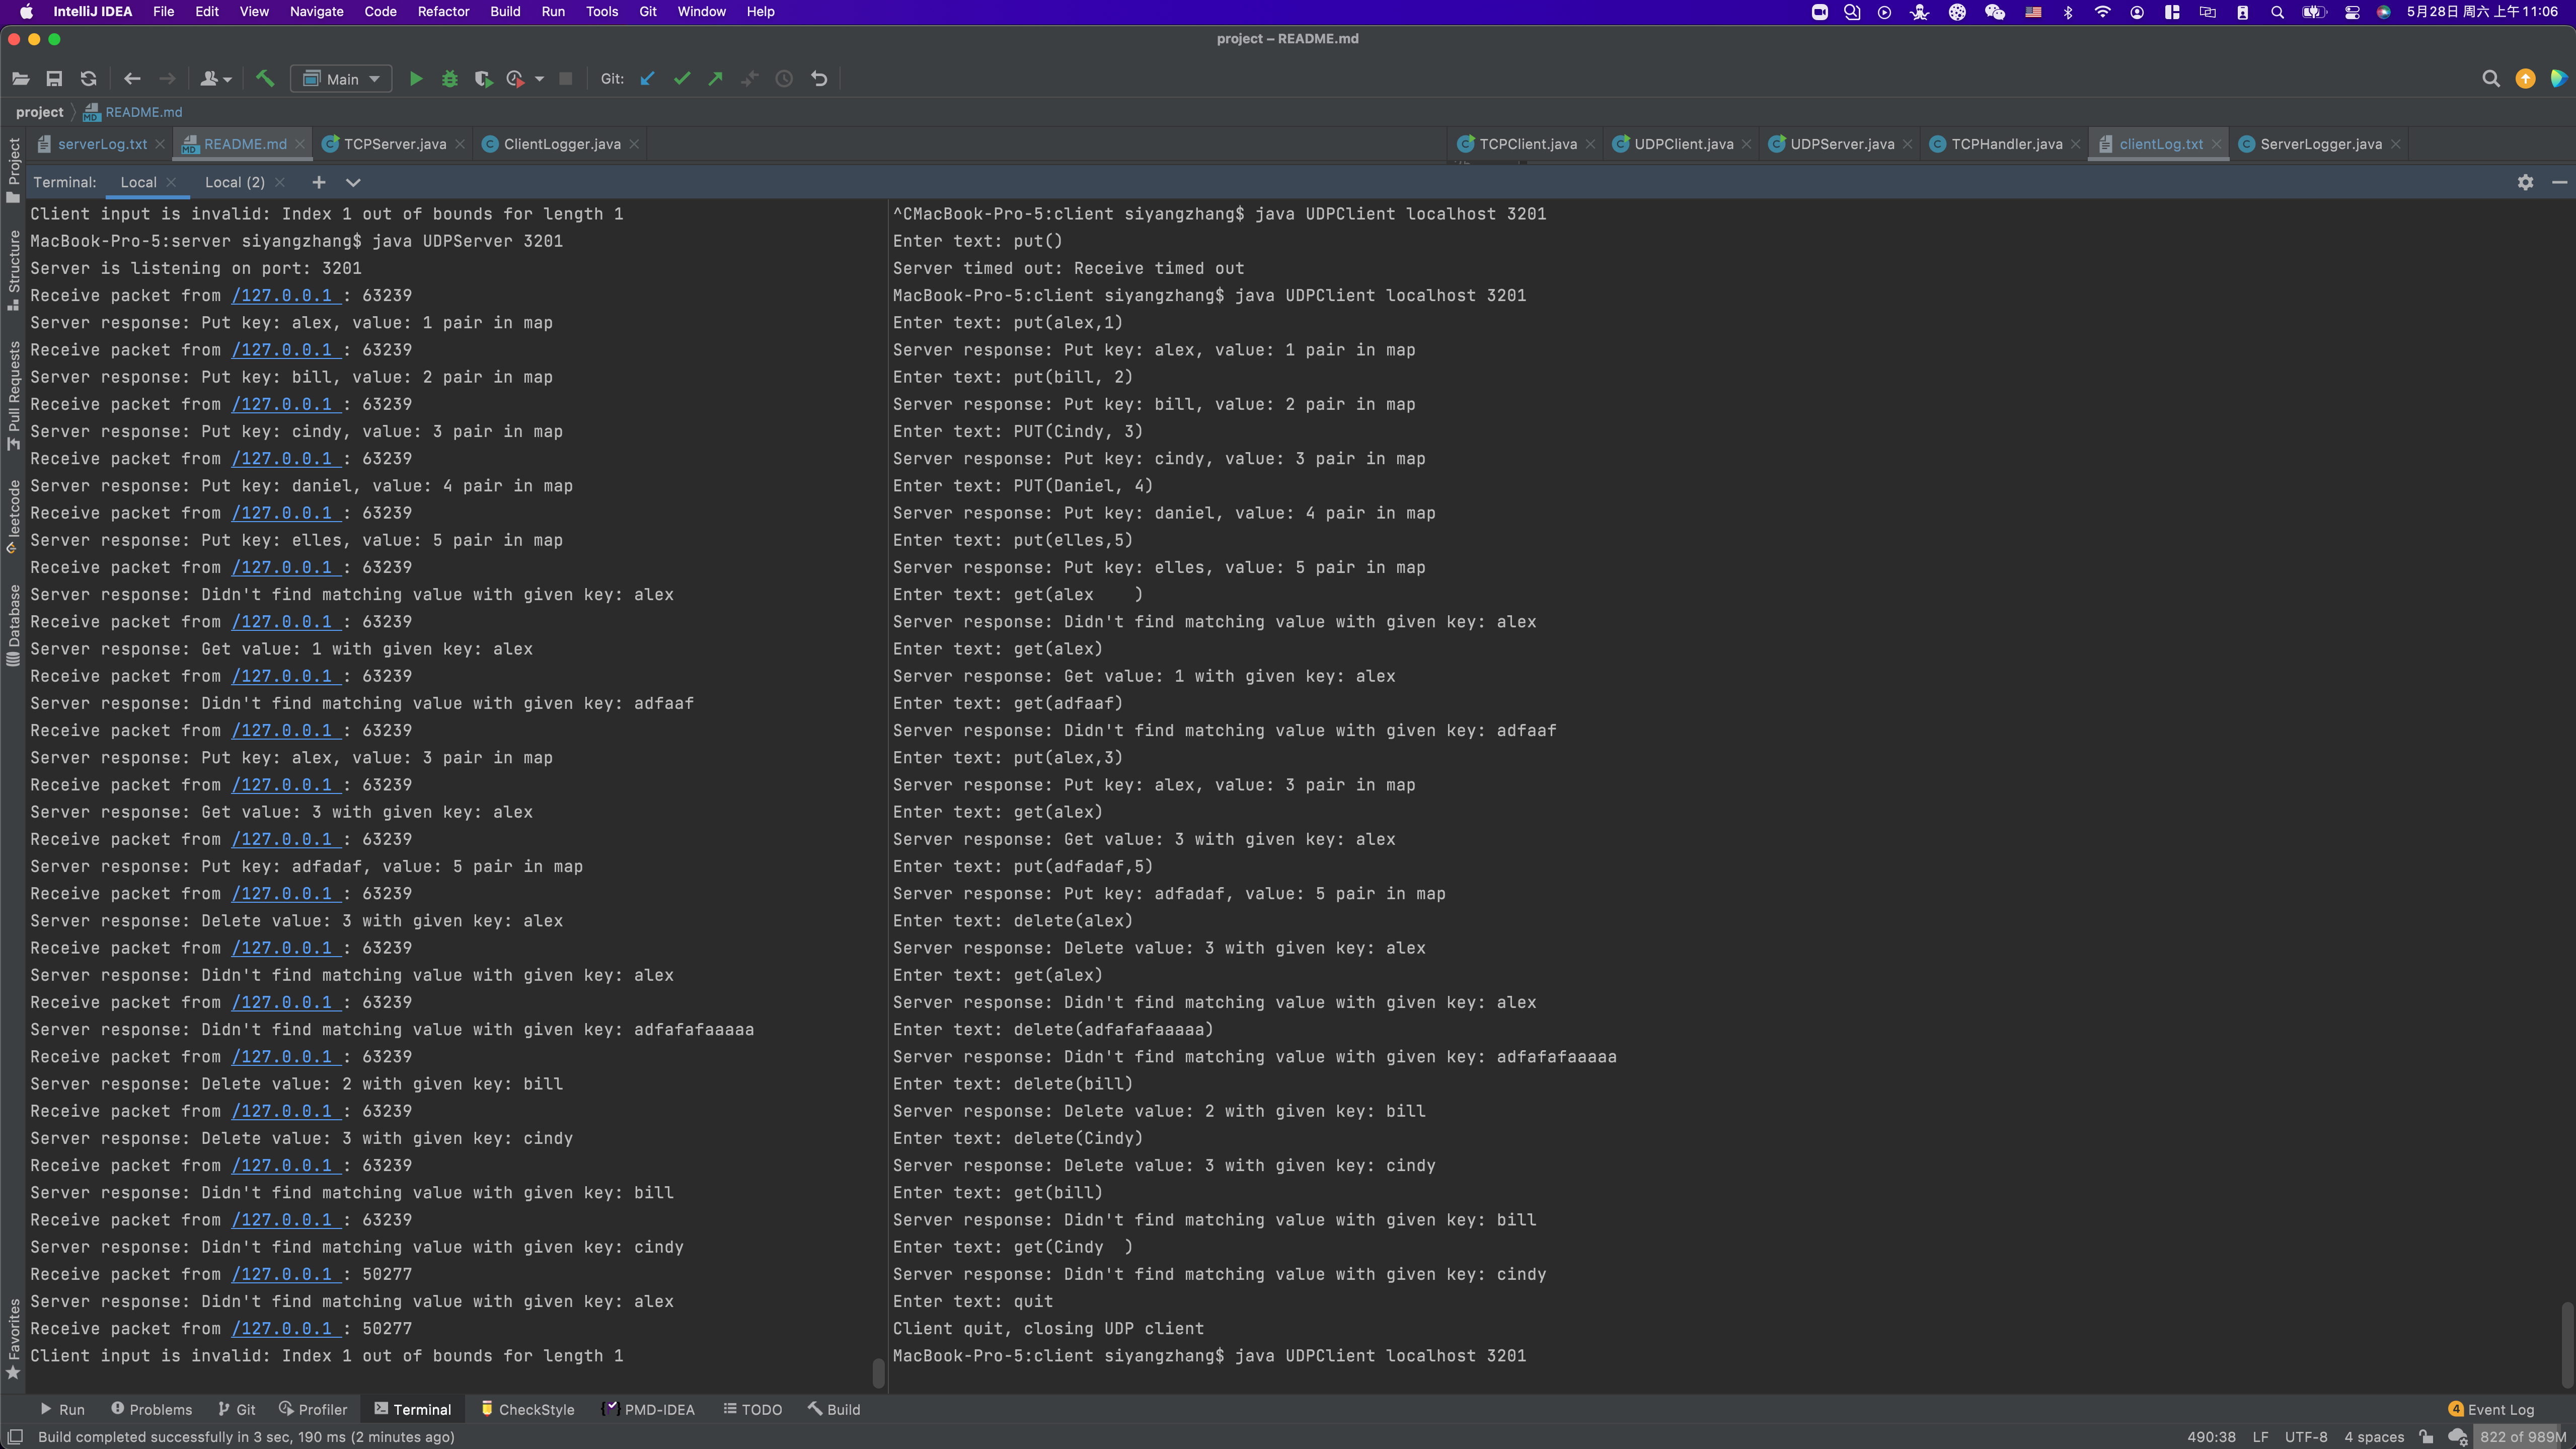 IntelliJ IDEA File Edit View Navigate Code Refactor Build Run Tools Git Window Help 5月28日 周六 上午11:06
project – README.md
Main Git:
project README.md
serverLog.txt README.md TCPServer.java ClientLogger.java TCPClient.java UDPClient.java UDPServer.java TCPHandler.java clientLog.txt ServerLogger.java
Terminal: Local Local (2)
Project
Structure
Pull Requests
leetcode
Database
Favorites
Client input is invalid: Index 1 out of bounds for length 1
MacBook-Pro-5:server siyangzhang$ java UDPServer 3201
Server is listening on port: 3201
Receive packet from /127.0.0.1 : 63239
Server response: Put key: alex, value: 1 pair in map
Receive packet from /127.0.0.1 : 63239
Server response: Put key: bill, value: 2 pair in map
Receive packet from /127.0.0.1 : 63239
Server response: Put key: cindy, value: 3 pair in map
Receive packet from /127.0.0.1 : 63239
Server response: Put key: daniel, value: 4 pair in map
Receive packet from /127.0.0.1 : 63239
Server response: Put key: elles, value: 5 pair in map
Receive packet from /127.0.0.1 : 63239
Server response: Didn't find matching value with given key: alex
Receive packet from /127.0.0.1 : 63239
Server response: Get value: 1 with given key: alex
Receive packet from /127.0.0.1 : 63239
Server response: Didn't find matching value with given key: adfaaf
Receive packet from /127.0.0.1 : 63239
Server response: Put key: alex, value: 3 pair in map
Receive packet from /127.0.0.1 : 63239
Server response: Get value: 3 with given key: alex
Receive packet from /127.0.0.1 : 63239
Server response: Put key: adfadaf, value: 5 pair in map
Receive packet from /127.0.0.1 : 63239
Server response: Delete value: 3 with given key: alex
Receive packet from /127.0.0.1 : 63239
Server response: Didn't find matching value with given key: alex
Receive packet from /127.0.0.1 : 63239
Server response: Didn't find matching value with given key: adfafafaaaaa
Receive packet from /127.0.0.1 : 63239
Server response: Delete value: 2 with given key: bill
Receive packet from /127.0.0.1 : 63239
Server response: Delete value: 3 with given key: cindy
Receive packet from /127.0.0.1 : 63239
Server response: Didn't find matching value with given key: bill
Receive packet from /127.0.0.1 : 63239
Server response: Didn't find matching value with given key: cindy
Receive packet from /127.0.0.1 : 50277
Server response: Didn't find matching value with given key: alex
Receive packet from /127.0.0.1 : 50277
Client input is invalid: Index 1 out of bounds for length 1
^CMacBook-Pro-5:client siyangzhang$ java UDPClient localhost 3201
Enter text: put()
Server timed out: Receive timed out
MacBook-Pro-5:client siyangzhang$ java UDPClient localhost 3201
Enter text: put(alex,1)
Server response: Put key: alex, value: 1 pair in map
Enter text: put(bill, 2)
Server response: Put key: bill, value: 2 pair in map
Enter text: PUT(Cindy, 3)
Server response: Put key: cindy, value: 3 pair in map
Enter text: PUT(Daniel, 4)
Server response: Put key: daniel, value: 4 pair in map
Enter text: put(elles,5)
Server response: Put key: elles, value: 5 pair in map
Enter text: get(alex    )
Server response: Didn't find matching value with given key: alex
Enter text: get(alex)
Server response: Get value: 1 with given key: alex
Enter text: get(adfaaf)
Server response: Didn't find matching value with given key: adfaaf
Enter text: put(alex,3)
Server response: Put key: alex, value: 3 pair in map
Enter text: get(alex)
Server response: Get value: 3 with given key: alex
Enter text: put(adfadaf,5)
Server response: Put key: adfadaf, value: 5 pair in map
Enter text: delete(alex)
Server response: Delete value: 3 with given key: alex
Enter text: get(alex)
Server response: Didn't find matching value with given key: alex
Enter text: delete(adfafafaaaaa)
Server response: Didn't find matching value with given key: adfafafaaaaa
Enter text: delete(bill)
Server response: Delete value: 2 with given key: bill
Enter text: delete(Cindy)
Server response: Delete value: 3 with given key: cindy
Enter text: get(bill)
Server response: Didn't find matching value with given key: bill
Enter text: get(Cindy  )
Server response: Didn't find matching value with given key: cindy
Enter text: quit
Client quit, closing UDP client
MacBook-Pro-5:client siyangzhang$ java UDPClient localhost 3201
Run Problems Git Profiler Terminal CheckStyle PMD-IDEA TODO Build 4 Event Log
Build completed successfully in 3 sec, 190 ms (2 minutes ago) 490:38 LF UTF-8 4 spaces 822 of 989M